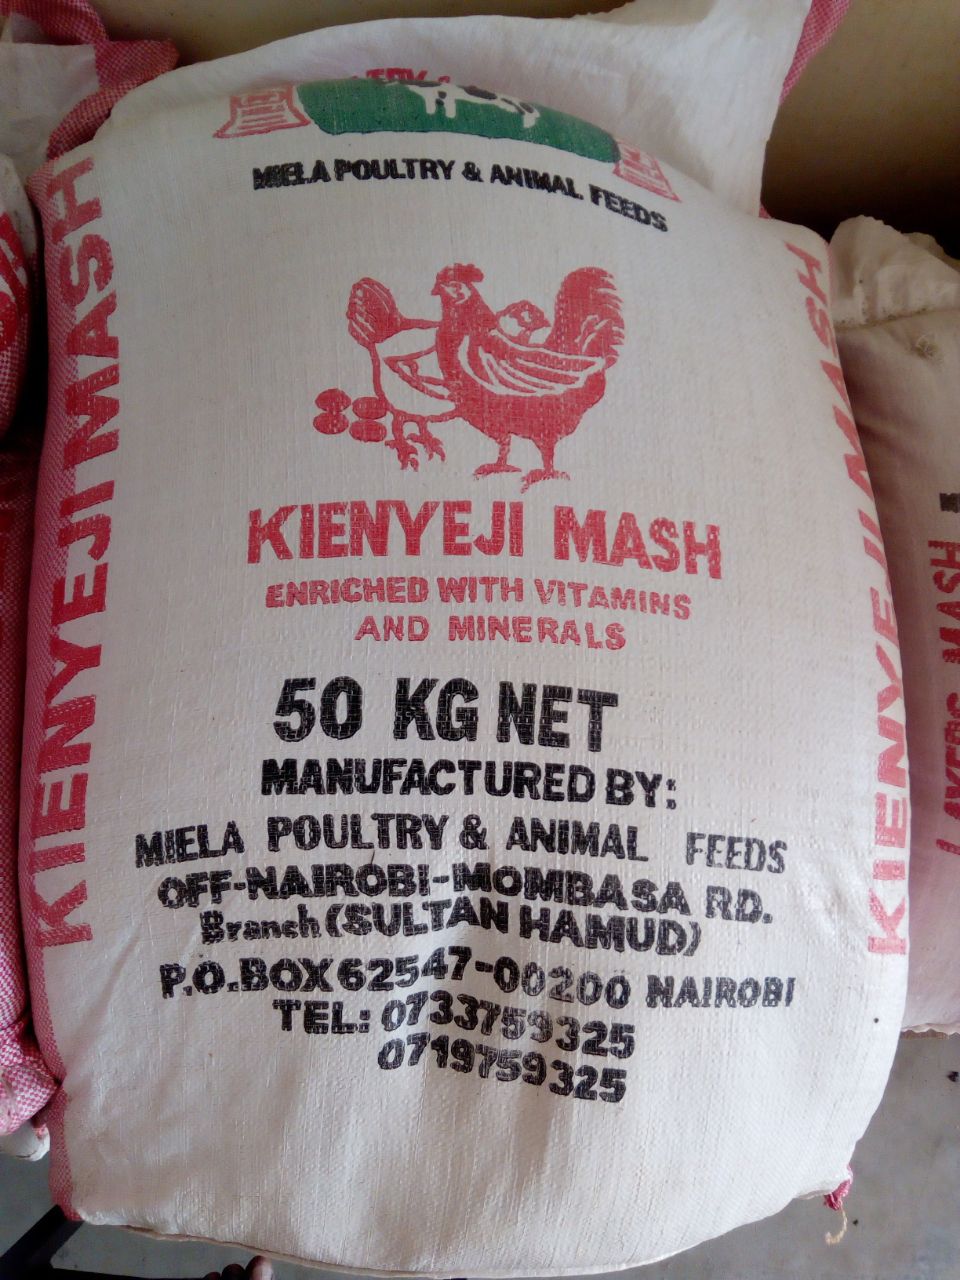 MIELA POULTRY & ANIMAL FEEDS
KIENYEJI MASH
KIENYEJI MASH
KIENYEJI MASH
ENRICHED WITH VITAMINS
AND MINERALS
50 KG NET
MANUFACTURED BY:
MIELA POULTRY & ANIMAL FEEDS
OFF-NAIROBI-MOMBASA RD.
Branch (SULTAN HAMUD)
P.O.BOX 62547-00200 NAIROBI
TEL: 0733759325
0719759325
LAYERS MASH